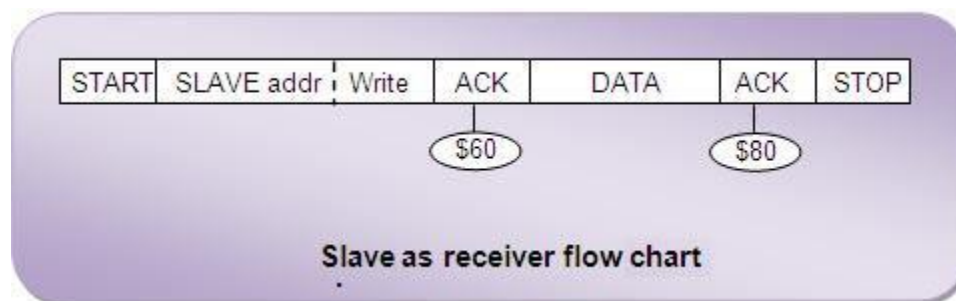 START SLAVE addr Write ACK DATA ACK STOP
$60 $80
Slave as receiver flow chart